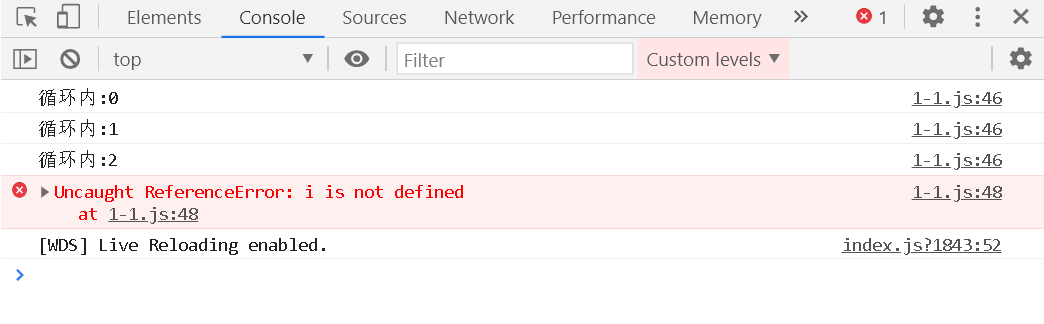 Elements Console Sources Network Performance Memory 1
top Filter Custom levels
循环内:0 1-1.js:46
循环内:1 1-1.js:46
循环内:2 1-1.js:46
Uncaught ReferenceError: i is not defined 1-1.js:48
at 1-1.js:48
[WDS] Live Reloading enabled. index.js?1843:52